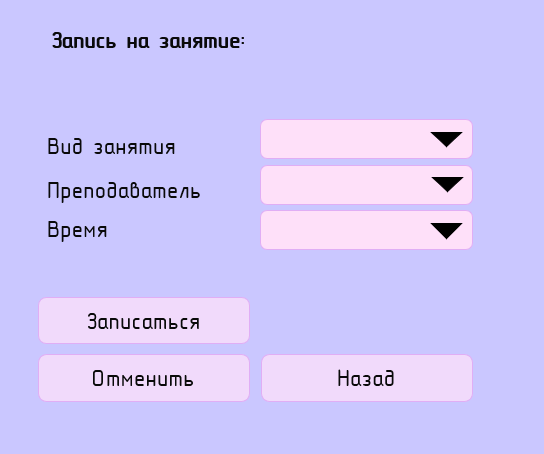 Запись на занятие:
Вид занятия
Преподаватель
Время
Записаться
Отменить
Назад